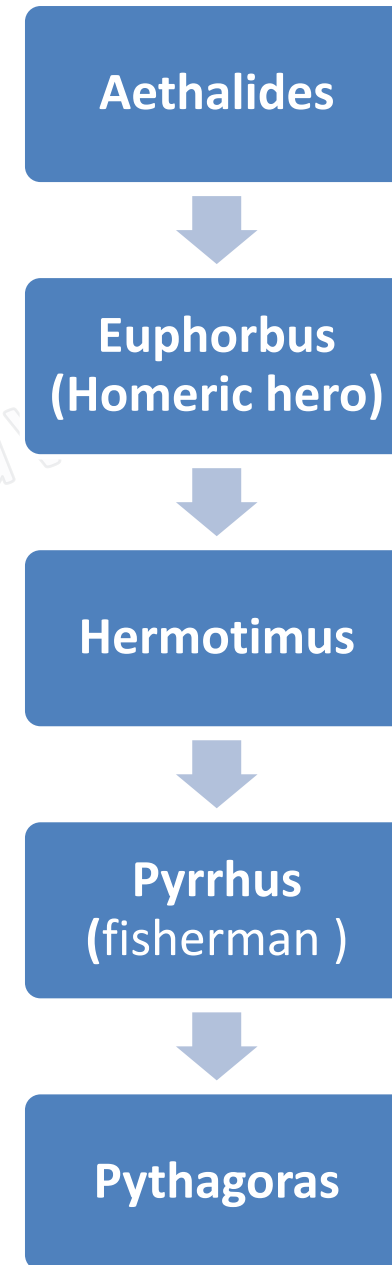 Aethalides
Euphorbus
(Homeric hero)
Hermotimus
Pyrrhus
(fisherman )
Pythagoras